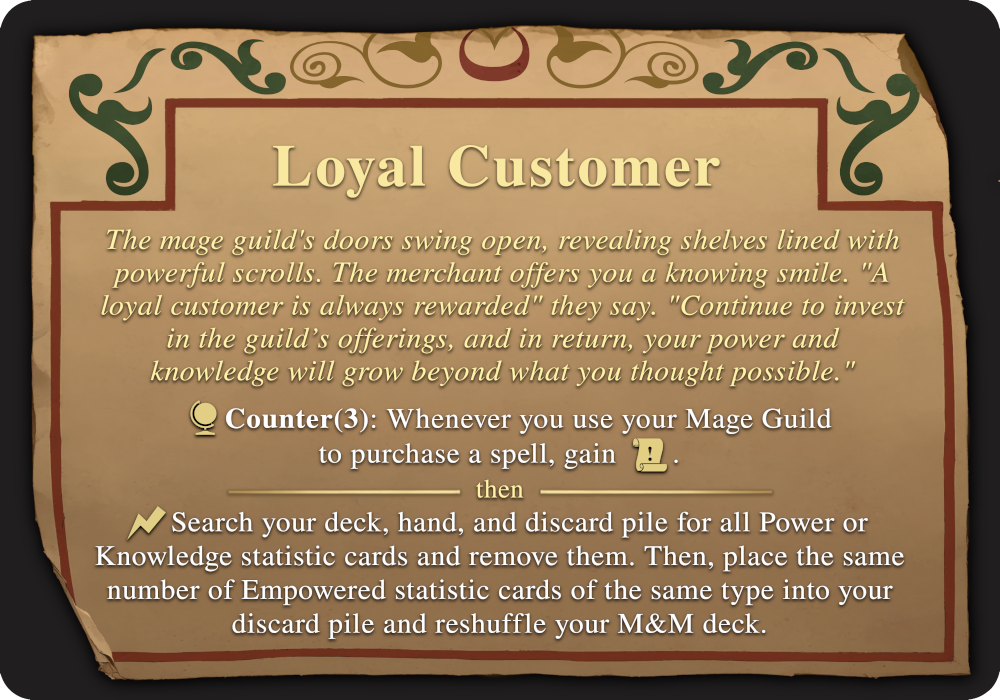 Loyal Customer
The mage guild's doors swing open, revealing shelves lined with
powerful scrolls. The merchant offers you a knowing smile. "A
loyal customer is always rewarded" they say. "Continue to invest
in the guild’s offerings, and in return, your power and
knowledge will grow beyond what you thought possible."
Counter(3): Whenever you use your Mage Guild
to purchase a spell, gain ! .
then
Search your deck, hand, and discard pile for all Power or
Knowledge statistic cards and remove them. Then, place the same
number of Empowered statistic cards of the same type into your
discard pile and reshuffle your M&M deck.